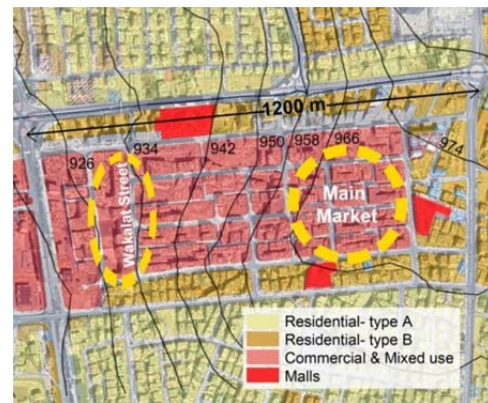 1200 m
926
934
942
950
958
966
974
Wakalat Street
Main
Market
Residential- type A
Residential- type B
Commercial & Mixed use
Malls